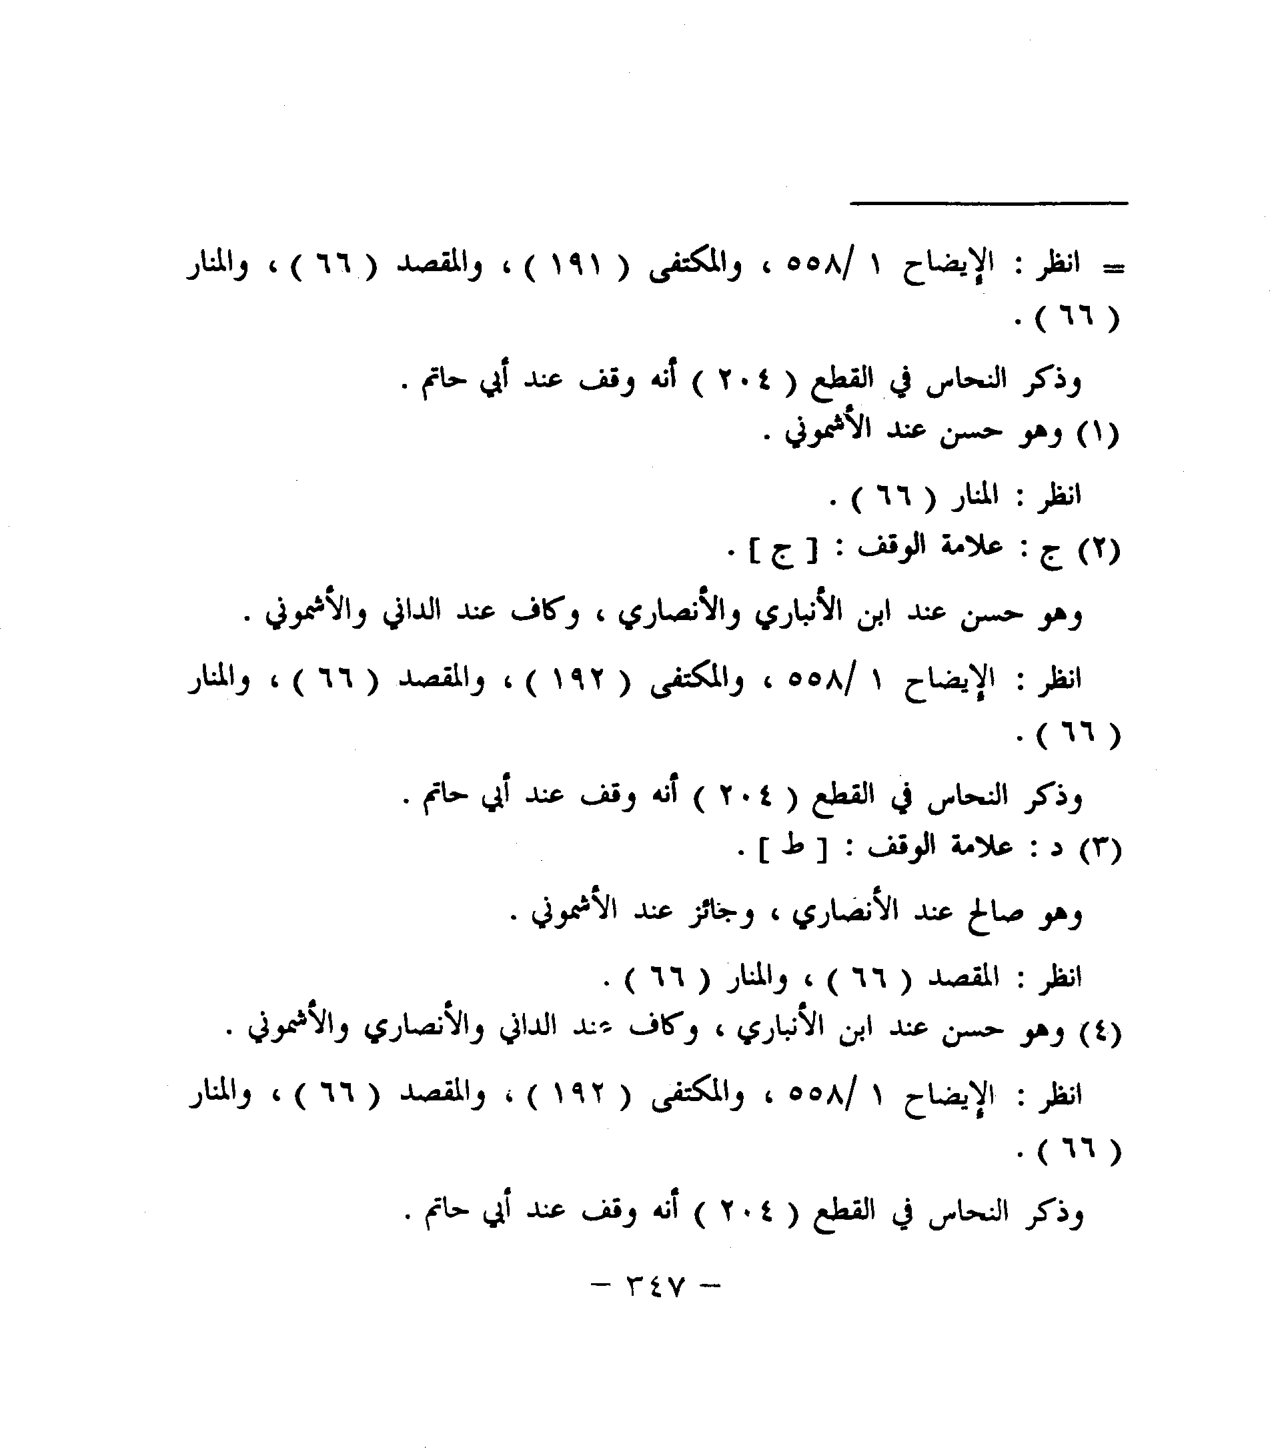 = انظر : الإيضاح ١ /٥٥٨ ، والمكتفى ( ١٩١ ) ، والمقصد ( ٦٦ ) ، والمنار
( ٦٦ ) .
وذكر النحاس في القطع ( ٢٠٤ ) أنه وقف عند أبي حاتم .
(١) وهو حسن عند الأشموني .
انظر : المنار ( ٦٦ ) .
(٢) ج : علامة الوقف : [ ج ] .
وهو حسن عند ابن الأنباري والأنصاري ، وكاف عند الداني والأشموني .
انظر : الإيضاح ١ /٥٥٨ ، والمكتفى ( ١٩٢ ) ، والمقصد ( ٦٦ ) ، والمنار
( ٦٦ ) .
وذكر النحاس في القطع ( ٢٠٤ ) أنه وقف عند أبي حاتم .
(٣) د : علامة الوقف : [ ط ] .
وهو صالح عند الأنصاري ، وجائز عند الأشموني .
انظر : المقصد ( ٦٦ ) ، والمنار ( ٦٦ ) .
(٤) وهو حسن عند ابن الأنباري ، وكاف عند الداني والأنصاري والأشموني .
انظر : الإيضاح ١ /٥٥٨ ، والمكتفى ( ١٩٢ ) ، والمقصد ( ٦٦ ) ، والمنار
( ٦٦ ) .
وذكر النحاس في القطع ( ٢٠٤ ) أنه وقف عند أبي حاتم .
– ٣٤٧ –